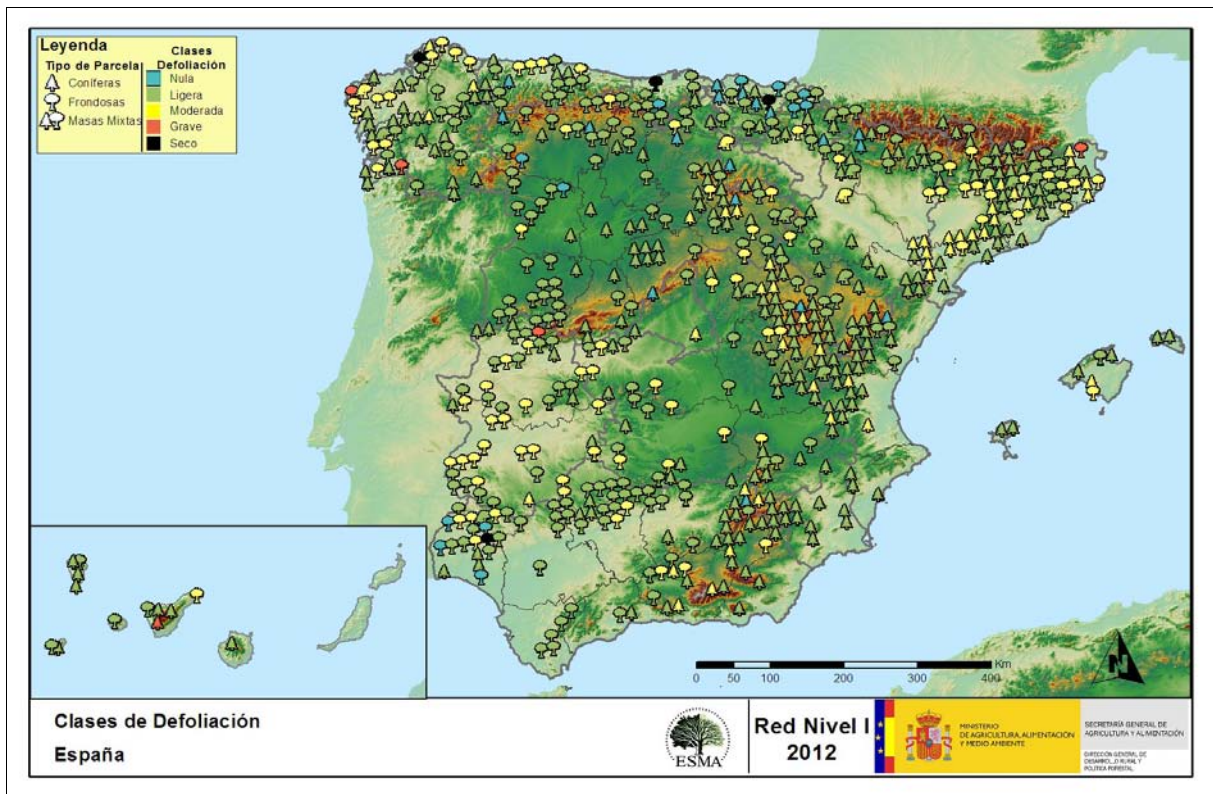 Leyenda
Tipo de Parcela
Coníferas
Frondosas
Masas Mixtas
Clases
Defoliación
Nula
Ligera
Moderada
Grave
Seco
Km
0 50 100 200 300 400
N
Clases de Defoliación
España
ESMA
Red Nivel I
2012
MINISTERIO
DE AGRICULTURA, ALIMENTACIÓN
Y MEDIO AMBIENTE
SECRETARÍA GENERAL DE
AGRICULTURA Y ALIMENTACIÓN
DIRECCIÓN GENERAL DE
DESARROLLO RURAL Y
POLÍTICA FORESTAL